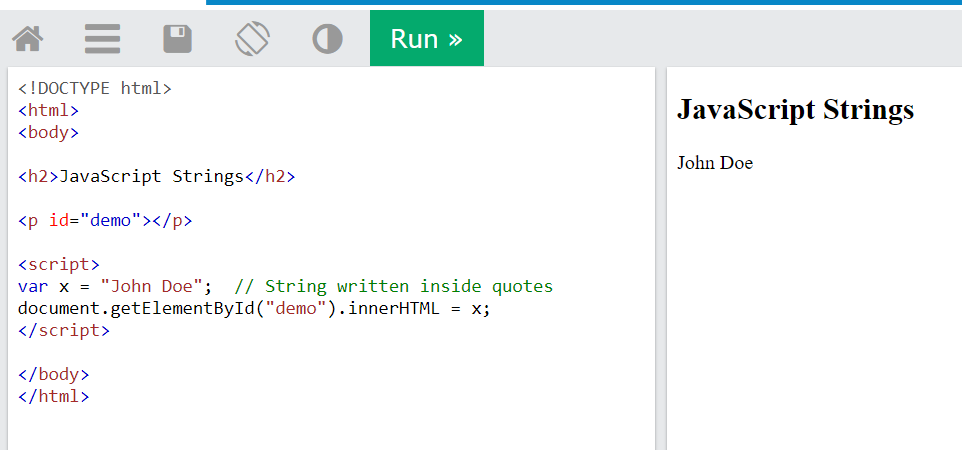 Run »
<!DOCTYPE html>
<html>
<body>
<h2>JavaScript Strings</h2>
<p id="demo"></p>
<script>
var x = "John Doe";  // String written inside quotes
document.getElementById("demo").innerHTML = x;
</script>
</body>
</html>
JavaScript Strings
John Doe